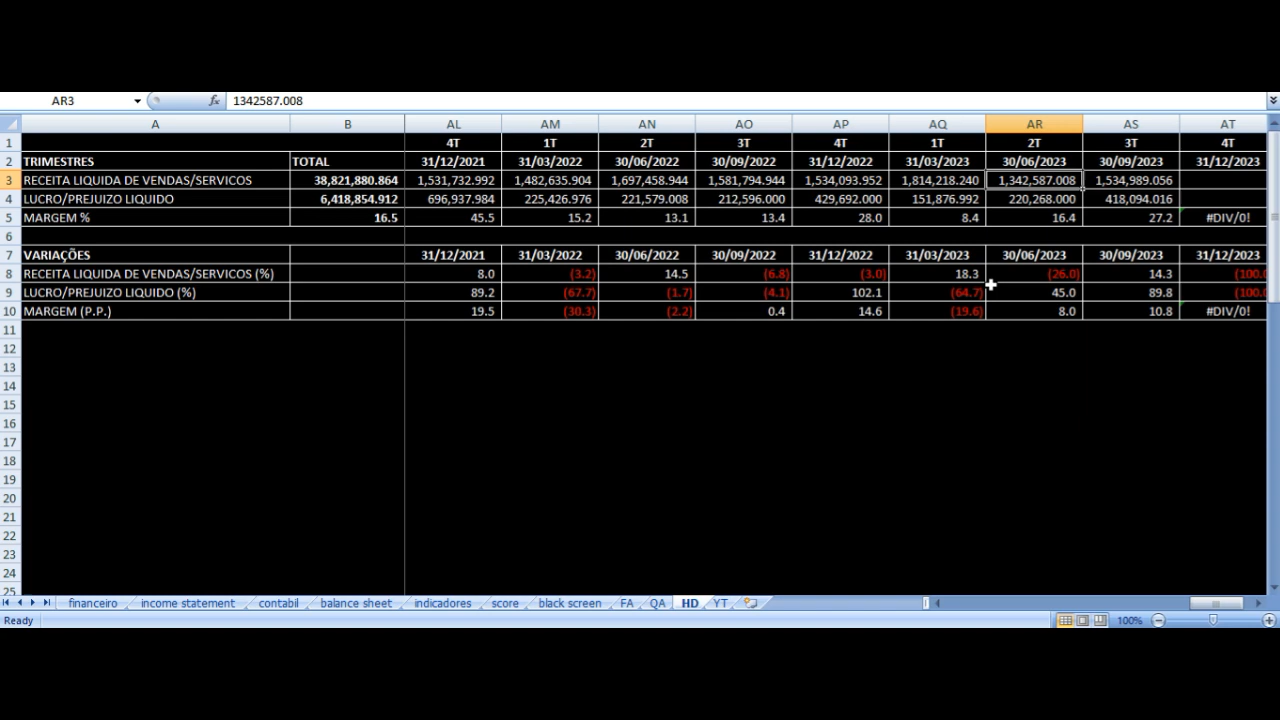 AR3 fx 1342587.008
A B AL AM AN AO AP AQ AR AS AT
1 4T 1T 2T 3T 4T 1T 2T 3T 4T
2 TRIMESTRES TOTAL 31/12/2021 31/03/2022 30/06/2022 30/09/2022 31/12/2022 31/03/2023 30/06/2023 30/09/2023 31/12/2023
3 RECEITA LIQUIDA DE VENDAS/SERVICOS 38,821,880.864 1,531,732.992 1,482,635.904 1,697,458.944 1,581,794.944 1,534,093.952 1,814,218.240 1,342,587.008 1,534,989.056
4 LUCRO/PREJUIZO LIQUIDO 6,418,854.912 696,937.984 225,426.976 221,579.008 212,596.000 429,692.000 151,876.992 220,268.000 418,094.016
5 MARGEM % 16.5 45.5 15.2 13.1 13.4 28.0 8.4 16.4 27.2 #DIV/0!
6
7 VARIAÇÕES 31/12/2021 31/03/2022 30/06/2022 30/09/2022 31/12/2022 31/03/2023 30/06/2023 30/09/2023 31/12/2023
8 RECEITA LIQUIDA DE VENDAS/SERVICOS (%) 8.0 (3.2) 14.5 (6.8) (3.0) 18.3 (26.0) 14.3 (100.0
9 LUCRO/PREJUIZO LIQUIDO (%) 89.2 (67.7) (1.7) (4.1) 102.1 (64.7) 45.0 89.8 (100.0
10 MARGEM (P.P.) 19.5 (30.3) (2.2) 0.4 14.6 (19.6) 8.0 10.8 #DIV/0!
11
12
13
14
15
16
17
18
19
20
21
22
23
24
25
financeiro income statement contabil balance sheet indicadores score black screen FA QA HD YT
Ready 100%